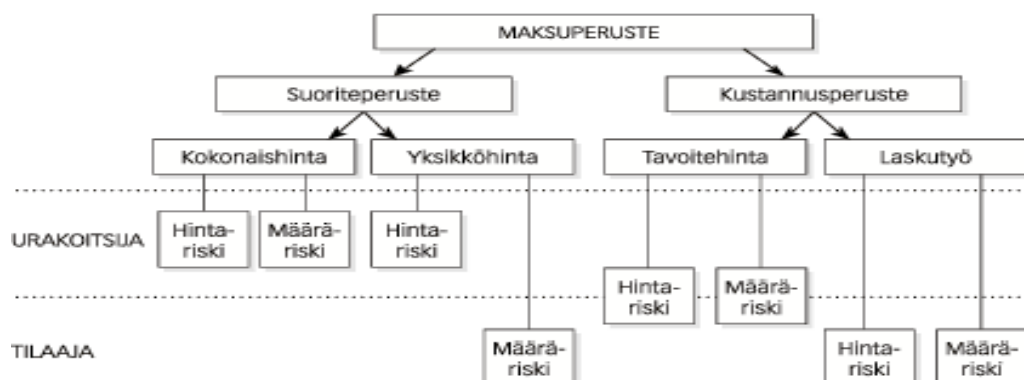 MAKSUPERUSTE
Suoriteperuste
Kustannusperuste
Kokonaishinta
Yksikköhinta
Tavoitehinta
Laskutyö
URAKOITSIJA
Hinta-
riski
Määrä-
riski
Hinta-
riski
Hinta-
riski
Määrä-
riski
TILAAJA
Määrä-
riski
Hinta-
riski
Määrä-
riski